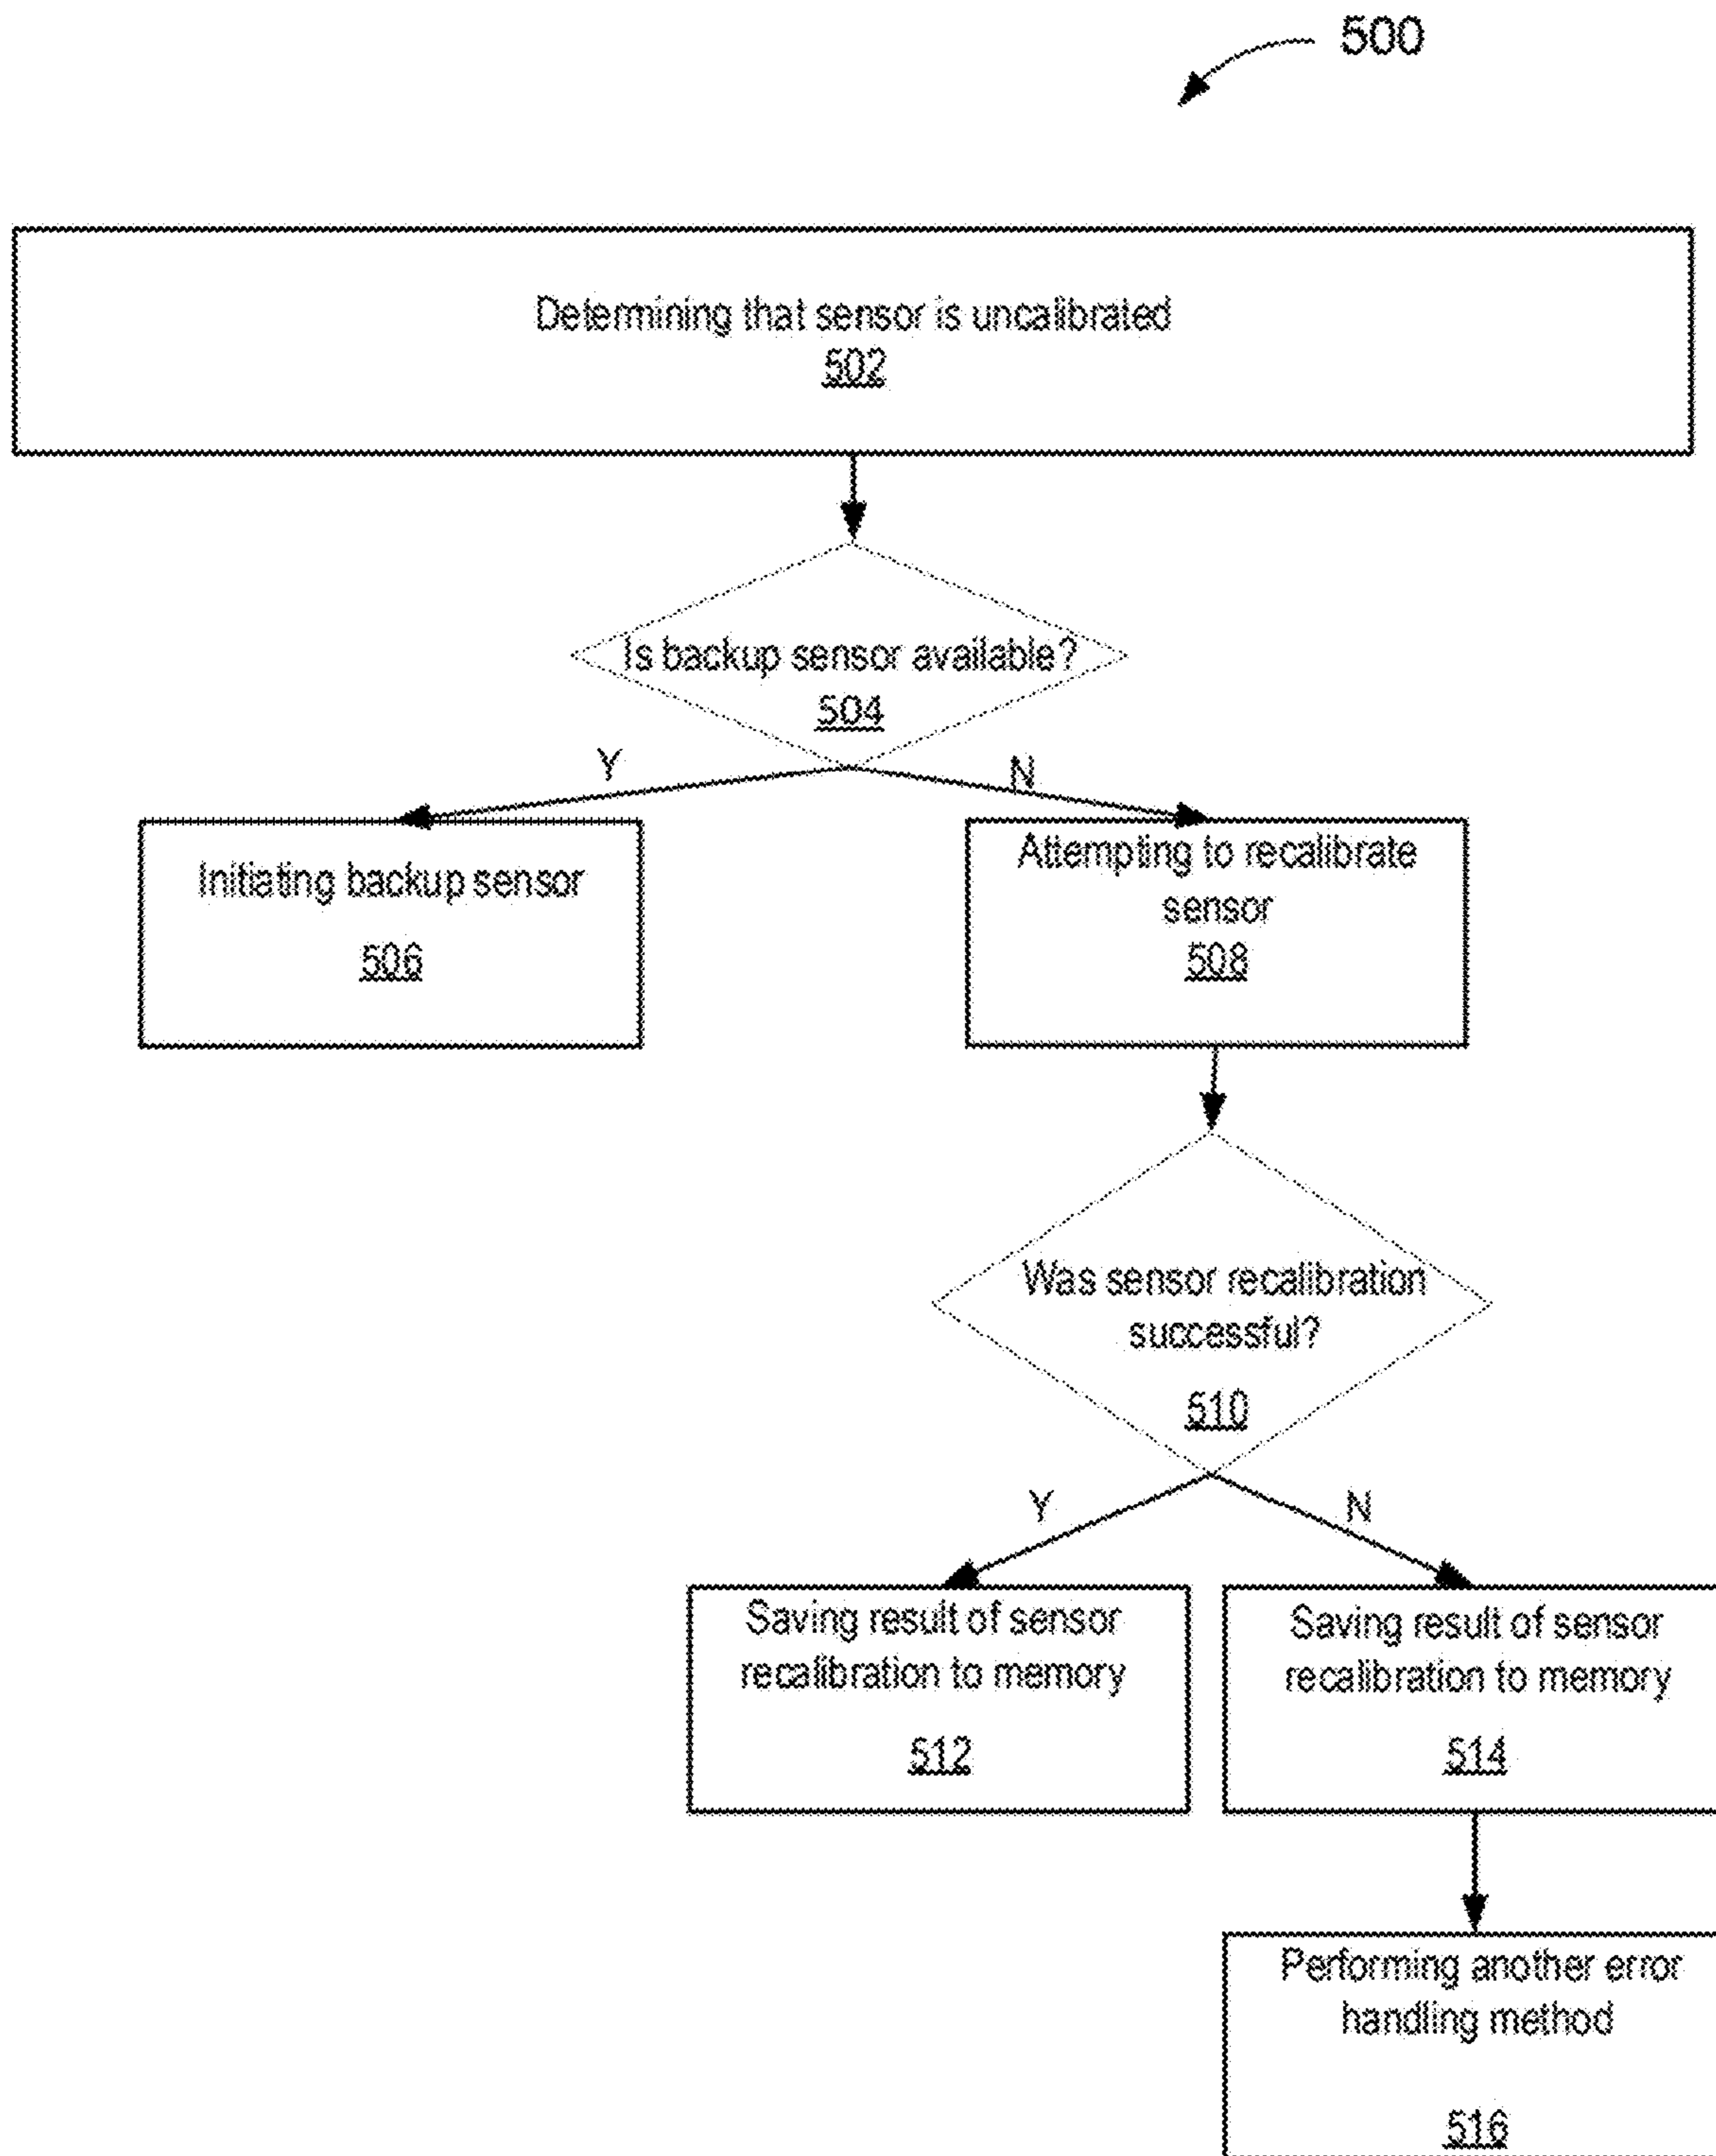 500
Determining that sensor is uncalibrated
502
Is backup sensor available?
504
Y
N
Initiating backup sensor
506
Attempting to recalibrate
sensor
508
Was sensor recalibration
successful?
510
Y
N
Saving result of sensor
recalibration to memory
512
Saving result of sensor
recalibration to memory
514
Performing another error
handling method
516